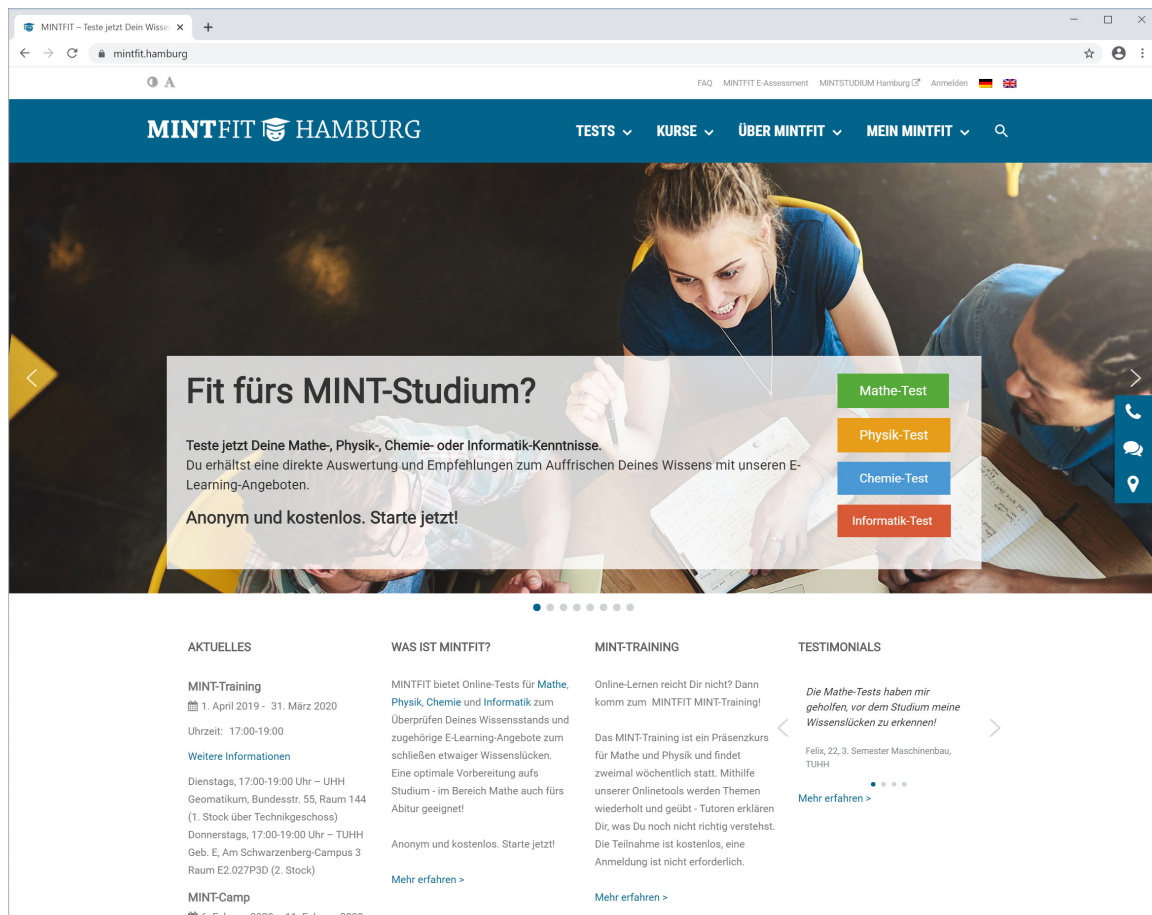 MINTFIT – Teste jetzt Dein Wisse
mintfit.hamburg
A
FAQ MINTFIT E-Assessment MINTSTUDIUM Hamburg Anmelden
MINTFIT HAMBURG
TESTS KURSE ÜBER MINTFIT MEIN MINTFIT
Fit fürs MINT-Studium?
Teste jetzt Deine Mathe-, Physik-, Chemie- oder Informatik-Kenntnisse.
Du erhältst eine direkte Auswertung und Empfehlungen zum Auffrischen Deines Wissens mit unseren E-
Learning-Angeboten.
Anonym und kostenlos. Starte jetzt!
Mathe-Test
Physik-Test
Chemie-Test
Informatik-Test
AKTUELLES
MINT-Training
1. April 2019 - 31. März 2020
Uhrzeit: 17:00-19:00
Weitere Informationen
Dienstags, 17:00-19:00 Uhr – UHH
Geomatikum, Bundesstr. 55, Raum 144
(1. Stock über Technikgeschoss)
Donnerstags, 17:00-19:00 Uhr – TUHH
Geb. E, Am Schwarzenberg-Campus 3
Raum E2.027P3D (2. Stock)
MINT-Camp
WAS IST MINTFIT?
MINTFIT bietet Online-Tests für Mathe,
Physik, Chemie und Informatik zum
Überprüfen Deines Wissensstands und
zugehörige E-Learning-Angebote zum
schließen etwaiger Wissenslücken.
Eine optimale Vorbereitung aufs
Studium - im Bereich Mathe auch fürs
Abitur geeignet!
Anonym und kostenlos. Starte jetzt!
Mehr erfahren >
MINT-TRAINING
Online-Lernen reicht Dir nicht? Dann
komm zum MINTFIT MINT-Training!
Das MINT-Training ist ein Präsenzkurs
für Mathe und Physik und findet
zweimal wöchentlich statt. Mithilfe
unserer Onlinetools werden Themen
wiederholt und geübt - Tutoren erklären
Dir, was Du noch nicht richtig verstehst.
Die Teilnahme ist kostenlos, eine
Anmeldung ist nicht erforderlich.
Mehr erfahren >
TESTIMONIALS
Die Mathe-Tests haben mir
geholfen, vor dem Studium meine
Wissenslücken zu erkennen!
Felix, 22, 3. Semester Maschinenbau,
TUHH
Mehr erfahren >